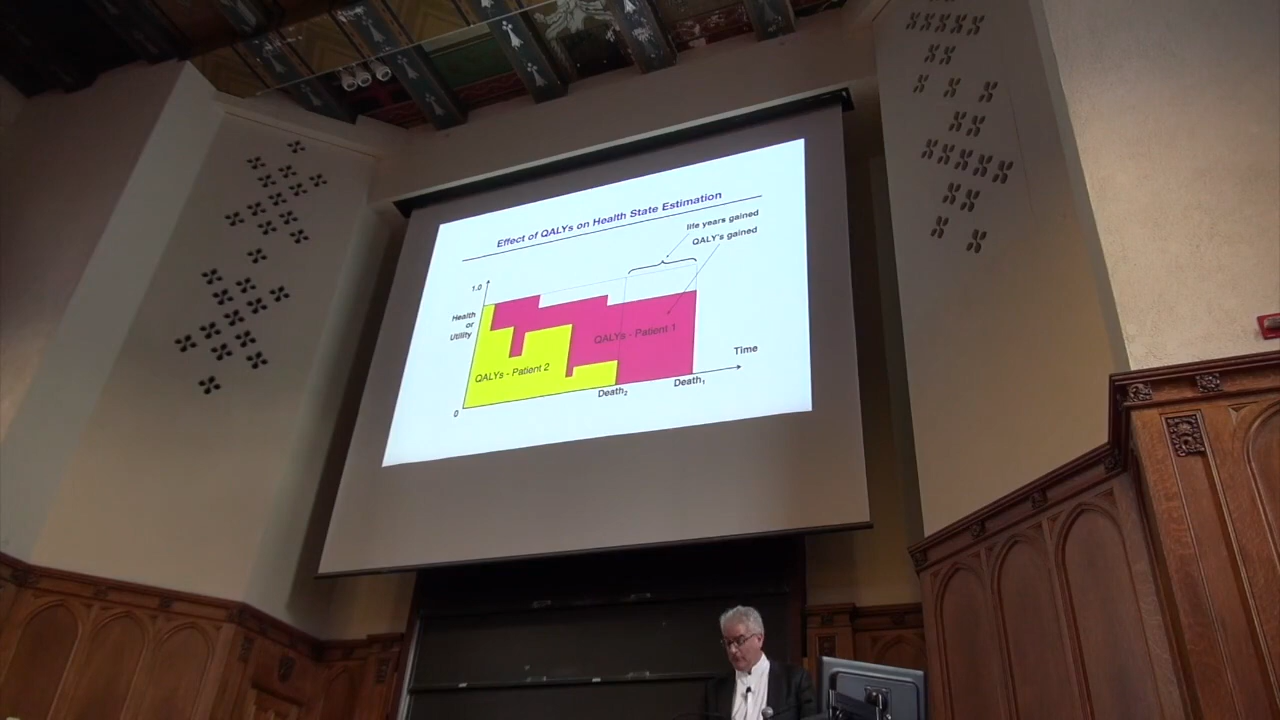 Effect of QALYs on Health State Estimation
life years gained
QALY's gained
1.0
Health
or
Utility
QALYs - Patient 1
QALYs - Patient 2
Time
0
Death2
Death1